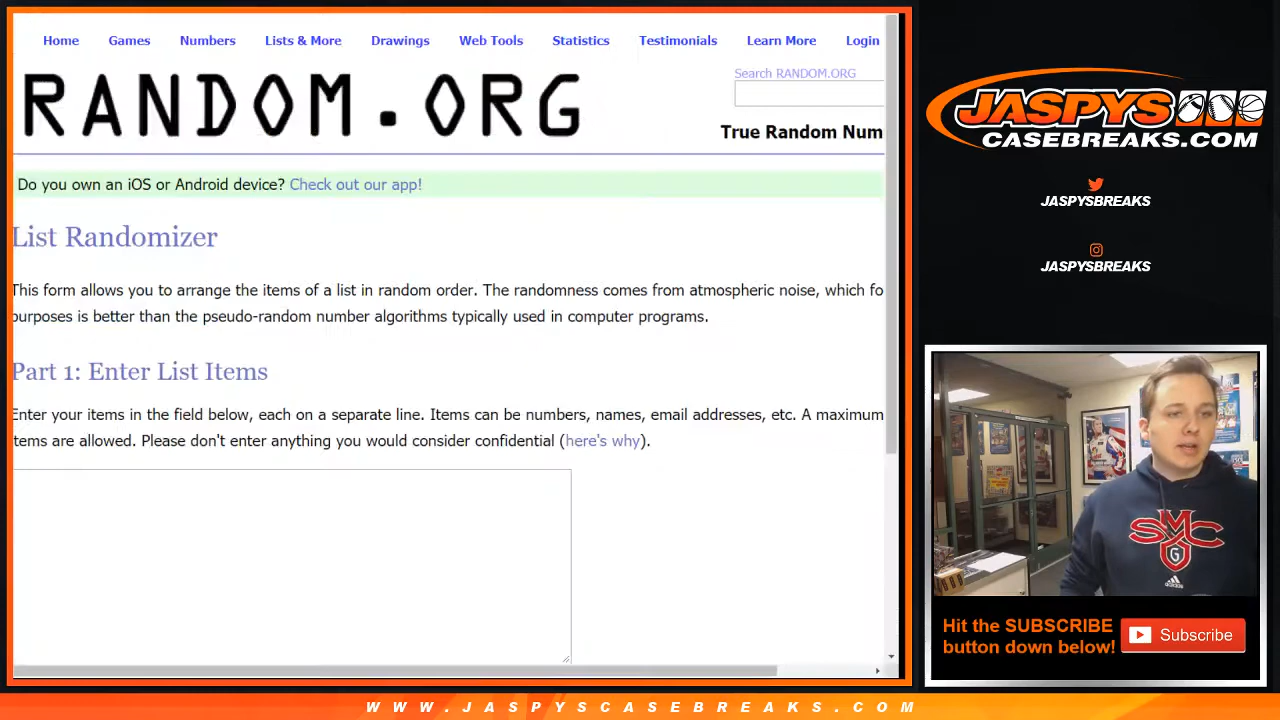 Home Games Numbers Lists & More Drawings Web Tools Statistics Testimonials Learn More Login
RANDOM.ORG
Search RANDOM.ORG
True Random Num
Do you own an iOS or Android device? Check out our app!
List Randomizer
This form allows you to arrange the items of a list in random order. The randomness comes from atmospheric noise, which fo
purposes is better than the pseudo-random number algorithms typically used in computer programs.
Part 1: Enter List Items
Enter your items in the field below, each on a separate line. Items can be numbers, names, email addresses, etc. A maximum
items are allowed. Please don't enter anything you would consider confidential (here's why).
JASPYS
CASEBREAKS.COM
JASPYSBREAKS
JASPYSBREAKS
SMC
G
adidas
Hit the SUBSCRIBE
button down below!
Subscribe
WWW.JASPYSCASEBREAKS.COM